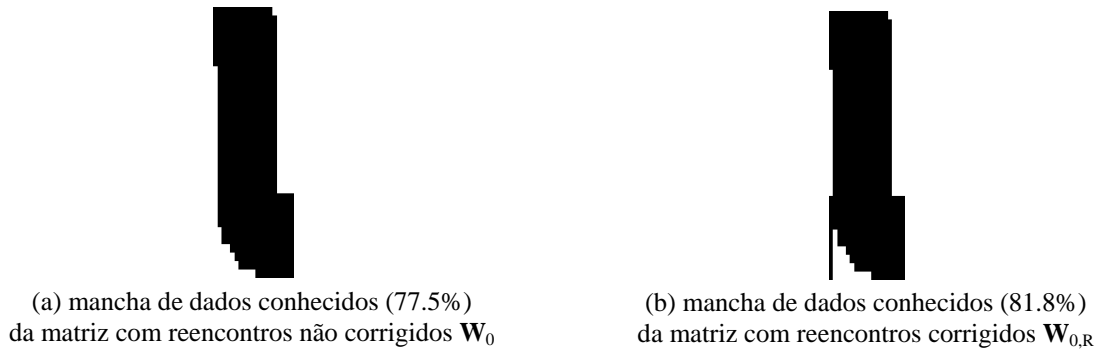 (a) mancha de dados conhecidos (77.5%)
da matriz com reencontros não corrigidos W0
(b) mancha de dados conhecidos (81.8%)
da matriz com reencontros corrigidos W0,R